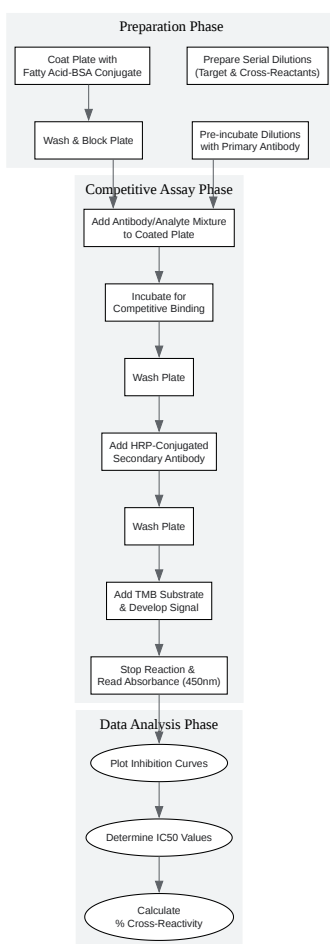 Preparation Phase
Coat Plate with
Fatty Acid-BSA Conjugate
Prepare Serial Dilutions
(Target & Cross-Reactants)
Wash & Block Plate
Pre-incubate Dilutions
with Primary Antibody
Competitive Assay Phase
Add Antibody/Analyte Mixture
to Coated Plate
Incubate for
Competitive Binding
Wash Plate
Add HRP-Conjugated
Secondary Antibody
Wash Plate
Add TMB Substrate
& Develop Signal
Stop Reaction &
Read Absorbance (450nm)
Data Analysis Phase
Plot Inhibition Curves
Determine IC50 Values
Calculate
% Cross-Reactivity